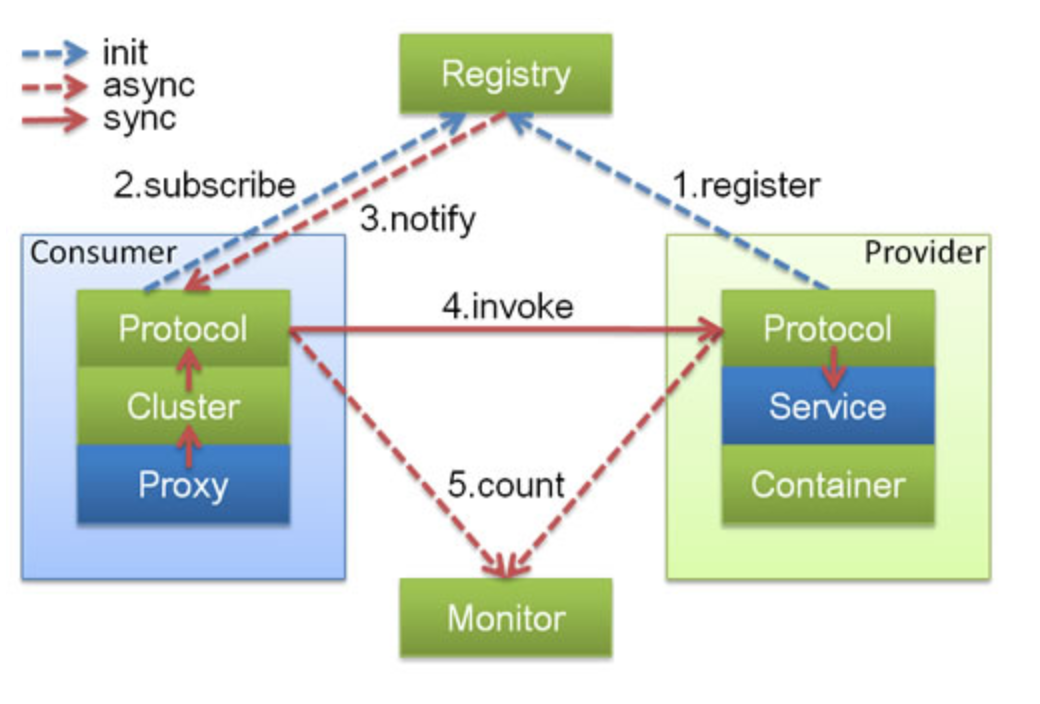 init
async
sync
Registry
2.subscribe
1.register
3.notify
Consumer
Provider
4.invoke
Protocol
Protocol
Cluster
Service
Proxy
5.count
Container
Monitor